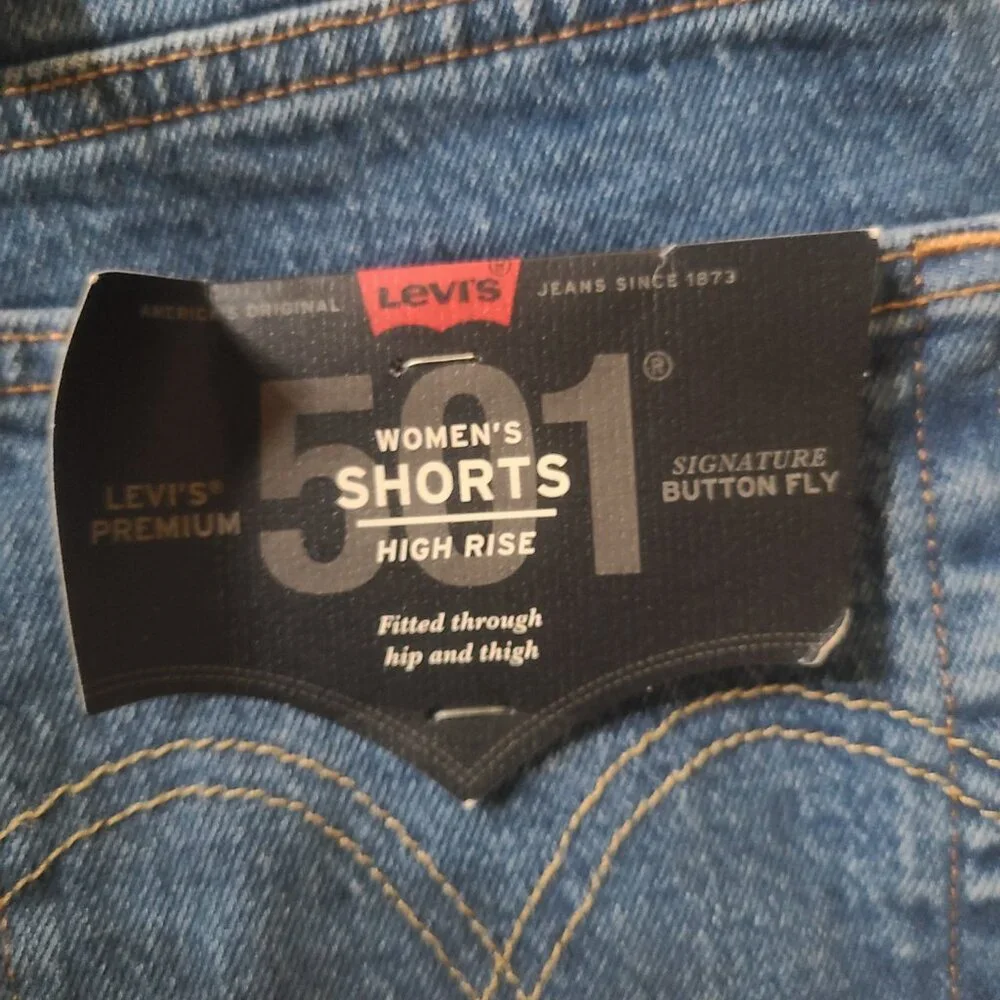 AMERICA'S ORIGINAL
LEVI'S®
JEANS SINCE 1873
501®
WOMEN'S
SHORTS
HIGH RISE
LEVI'S®
PREMIUM
SIGNATURE
BUTTON FLY
Fitted through
hip and thigh